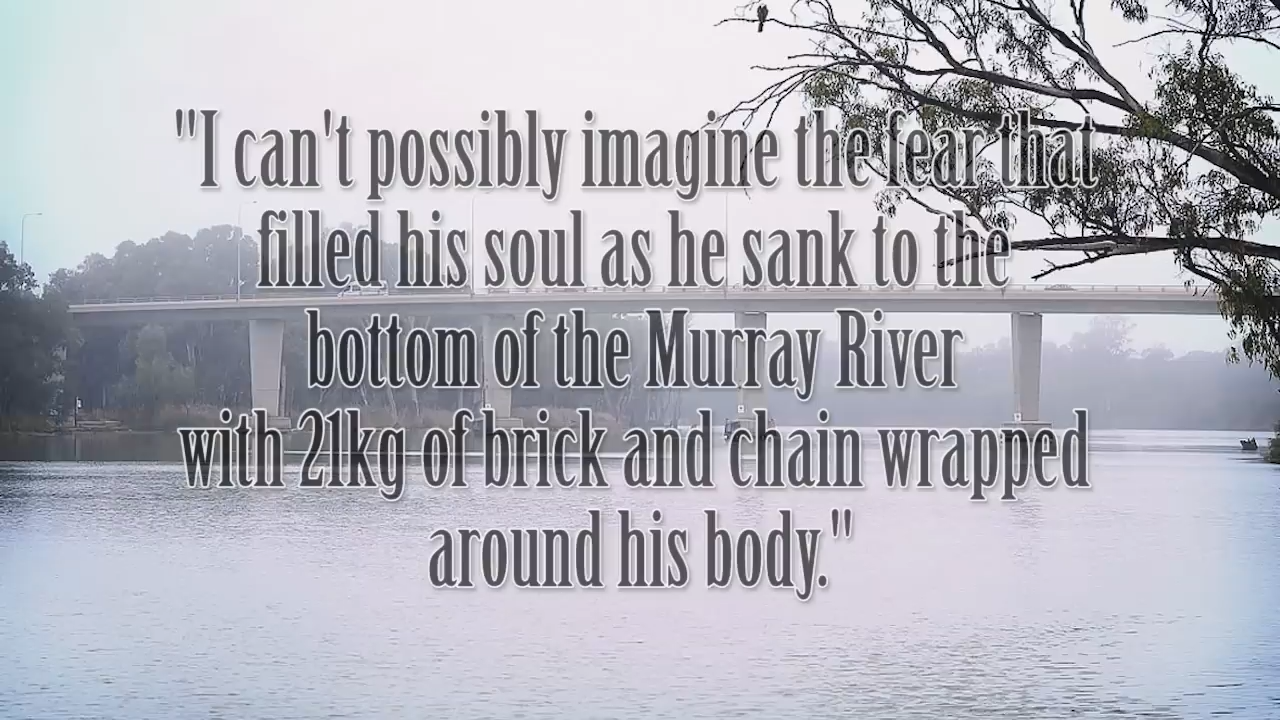 "I can't possibly imagine the fear that
filled his soul as he sank to the
bottom of the Murray River
with 21kg of brick and chain wrapped
around his body."